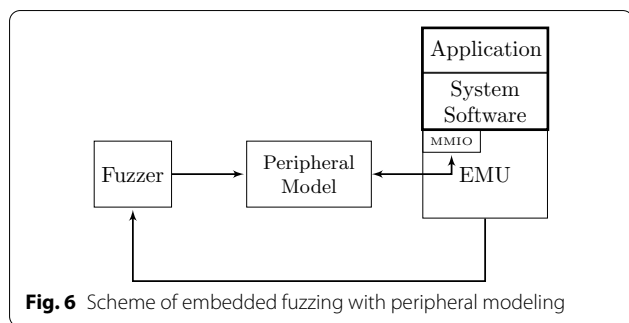 Application
System
Software
MMIO
Fuzzer
Peripheral
Model
EMU
Fig. 6 Scheme of embedded fuzzing with peripheral modeling